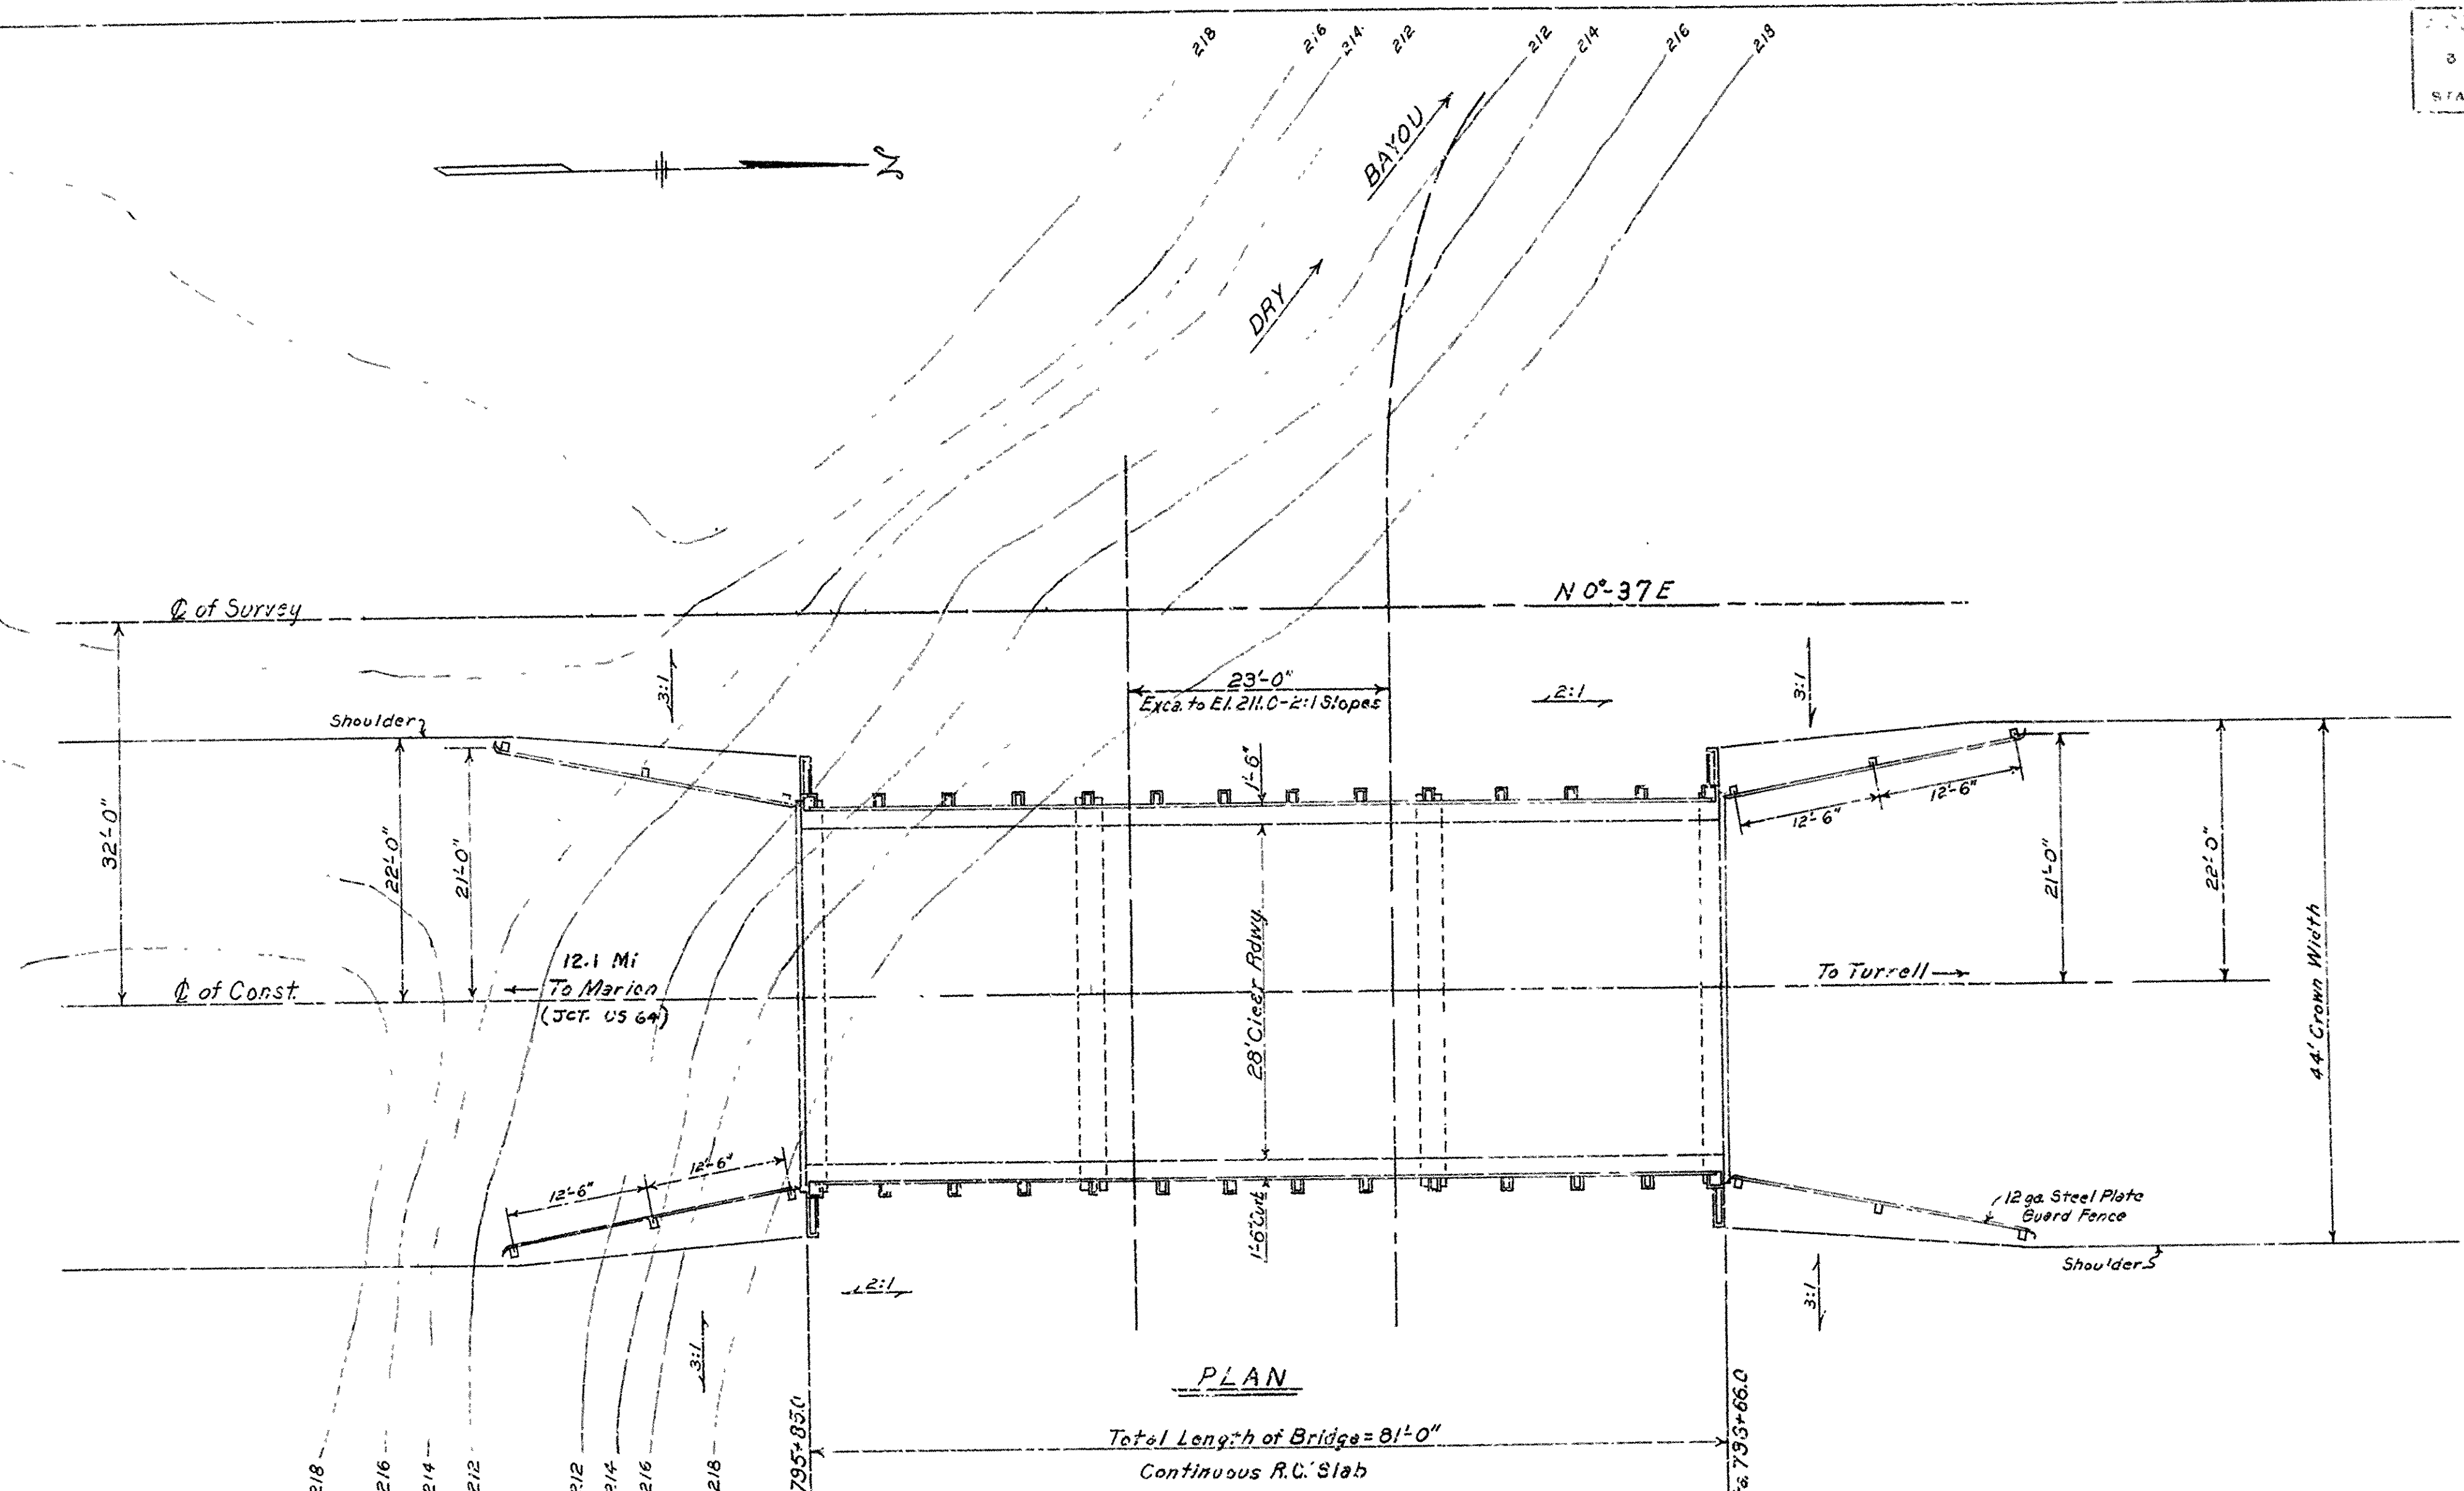 218 216 214 212 212 214 216 218
3
STA
N
BAYOU
DRY
℄ of Survey
N 0°-37 E
3:1
23'-0"
Exca. to El. 211.0-2:1 Slopes
2:1
3:1
Shoulder
1'-6"
12'-6"
12'-6"
32'-0"
22'-0"
21'-0"
28' Clear Rdwy.
21'-0"
22'-0"
44' Crown Width
12.1 Mi
To Marion
(JCT. US 64)
To Turrell
℄ of Const.
12'-6"
12'-6"
1'-6" Curb
12 ga. Steel Plate
Guard Fence
Shoulder
2:1
3:1
3:1
PLAN
795+85.0
Total Length of Bridge = 81'-0"
Continuous R.C. Slab
218 216 214 212 212 214 216 218